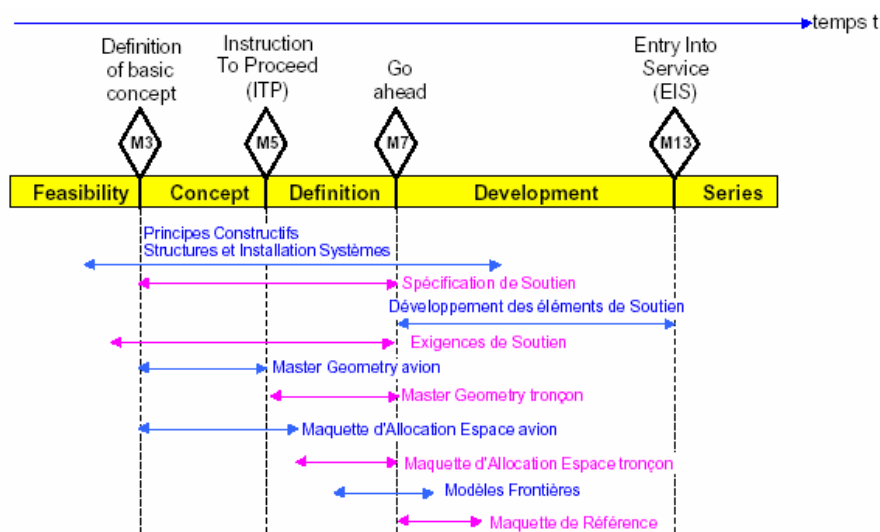 temps t
Definition
of basic
concept
Instruction
To Proceed
(ITP)
Go
ahead
Entry Into
Service
(EIS)
M3
M5
M7
M13
Feasibility
Concept
Definition
Development
Series
Principes Constructifs
Structures et Installation Systèmes
Spécification de Soutien
Développement des éléments de Soutien
Exigences de Soutien
Master Geometry avion
Master Geometry tronçon
Maquette d'Allocation Espace avion
Maquette d'Allocation Espace tronçon
Modèles Frontières
Maquette de Référence